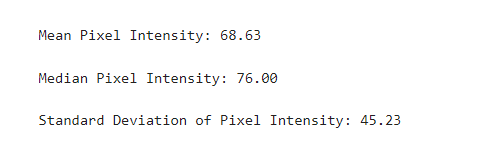 Mean Pixel Intensity: 68.63
Median Pixel Intensity: 76.00
Standard Deviation of Pixel Intensity: 45.23